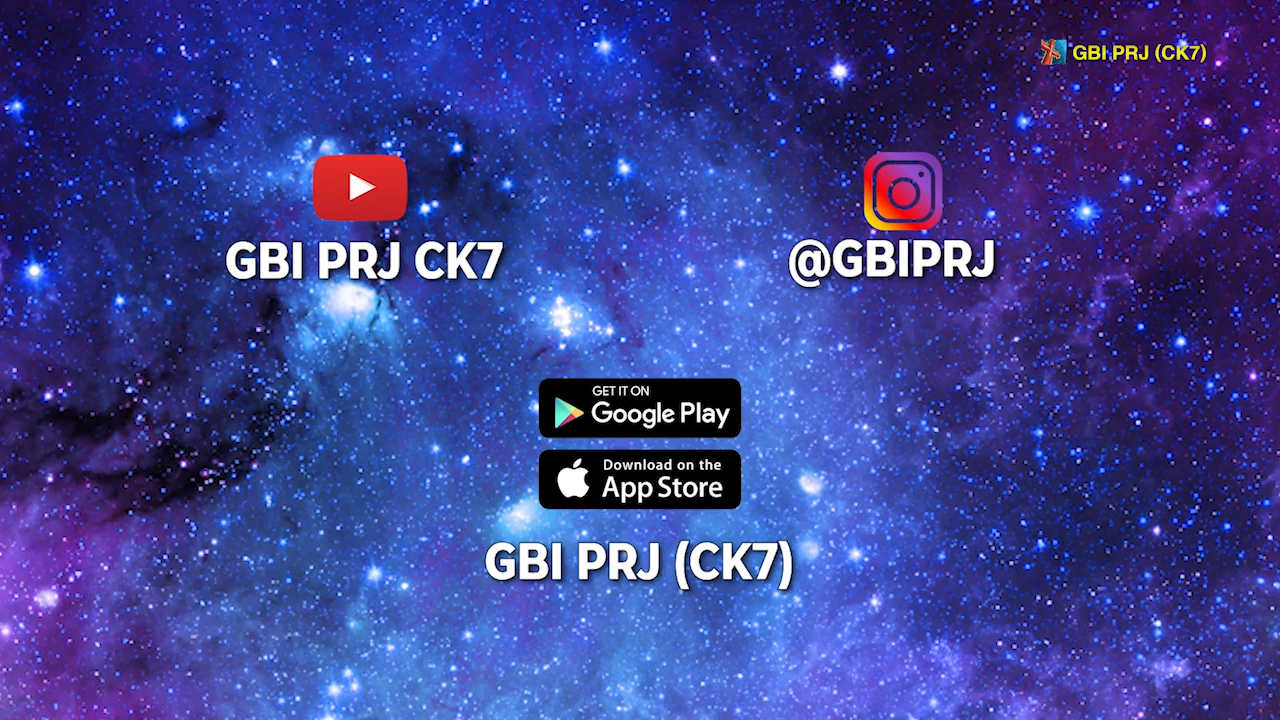 GBI PRJ (CK7)
GBI PRJ CK7
@GBIPRJ
GET IT ON
Google Play
Download on the
App Store
GBI PRJ (CK7)